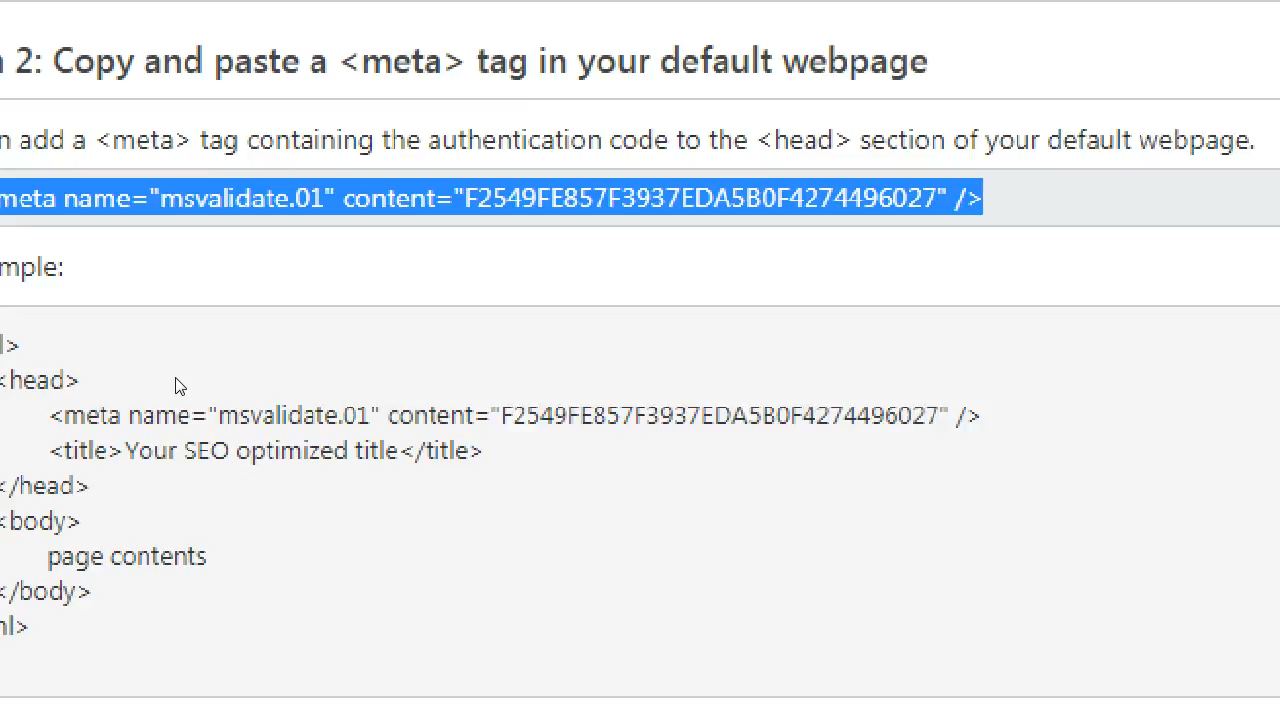 2: Copy and paste a <meta> tag in your default webpage
add a <meta> tag containing the authentication code to the <head> section of your default webpage.
meta name="msvalidate.01" content="F2549FE857F3937EDA5B0F4274496027" />
mple:
l>
<head>
<meta name="msvalidate.01" content="F2549FE857F3937EDA5B0F4274496027" />
<title>Your SEO optimized title</title>
</head>
<body>
page contents
</body>
ml>